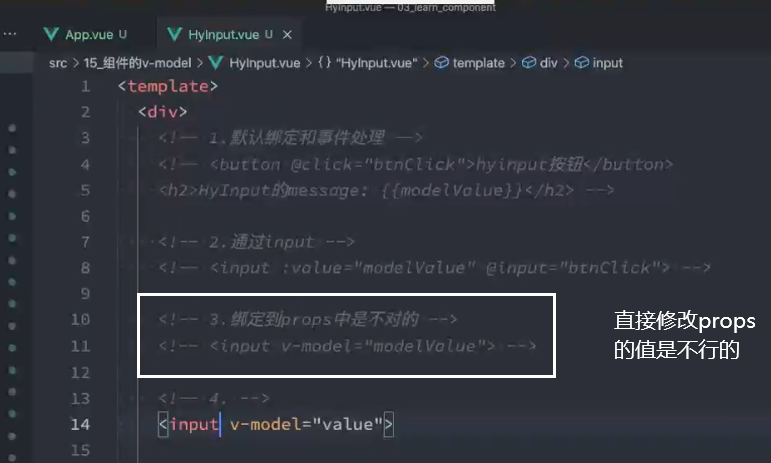 HyInput.vue — 03_learn_component
App.vue U
HyInput.vue U ×
src > 15_组件的v-model > HyInput.vue > {} "HyInput.vue" > template > div > input
1 <template>
2 <div>
3 <!-- 1.默认绑定和事件处理 -->
4 <!-- <button @click="btnClick">hyinput按钮</button>
5 <h2>HyInput的message: {{modelValue}}</h2> -->
6
7 <!-- 2.通过input -->
8 <!-- <input :value="modelValue" @input="btnClick"> -->
9
10 <!-- 3.绑定到props中是不对的 -->
11 <!-- <input v-model="modelValue"> -->
12
13 <!-- 4. -->
14 <input v-model="value">
15
直接修改props
的值是不行的